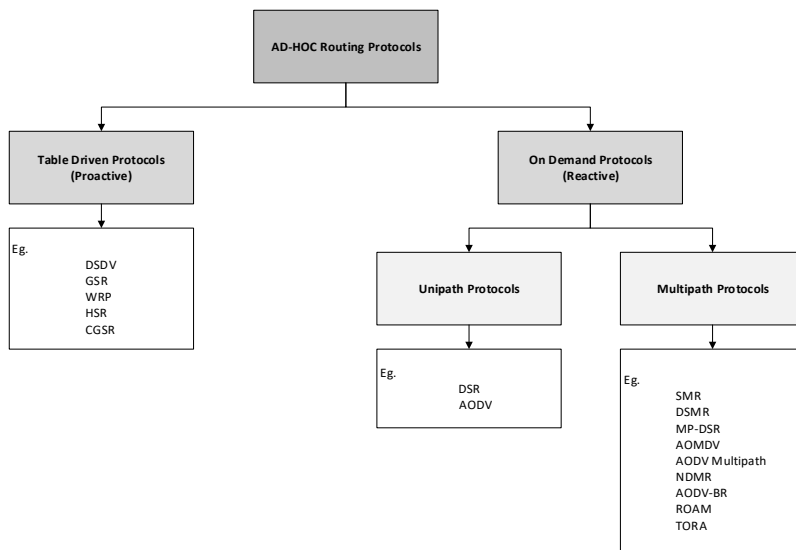 AD-HOC Routing Protocols
Table Driven Protocols
(Proactive)
On Demand Protocols
(Reactive)
Eg.
DSDV
GSR
WRP
HSR
CGSR
Unipath Protocols
Multipath Protocols
Eg.
DSR
AODV
Eg.
SMR
DSMR
MP-DSR
AOMDV
AODV Multipath
NDMR
AODV-BR
ROAM
TORA